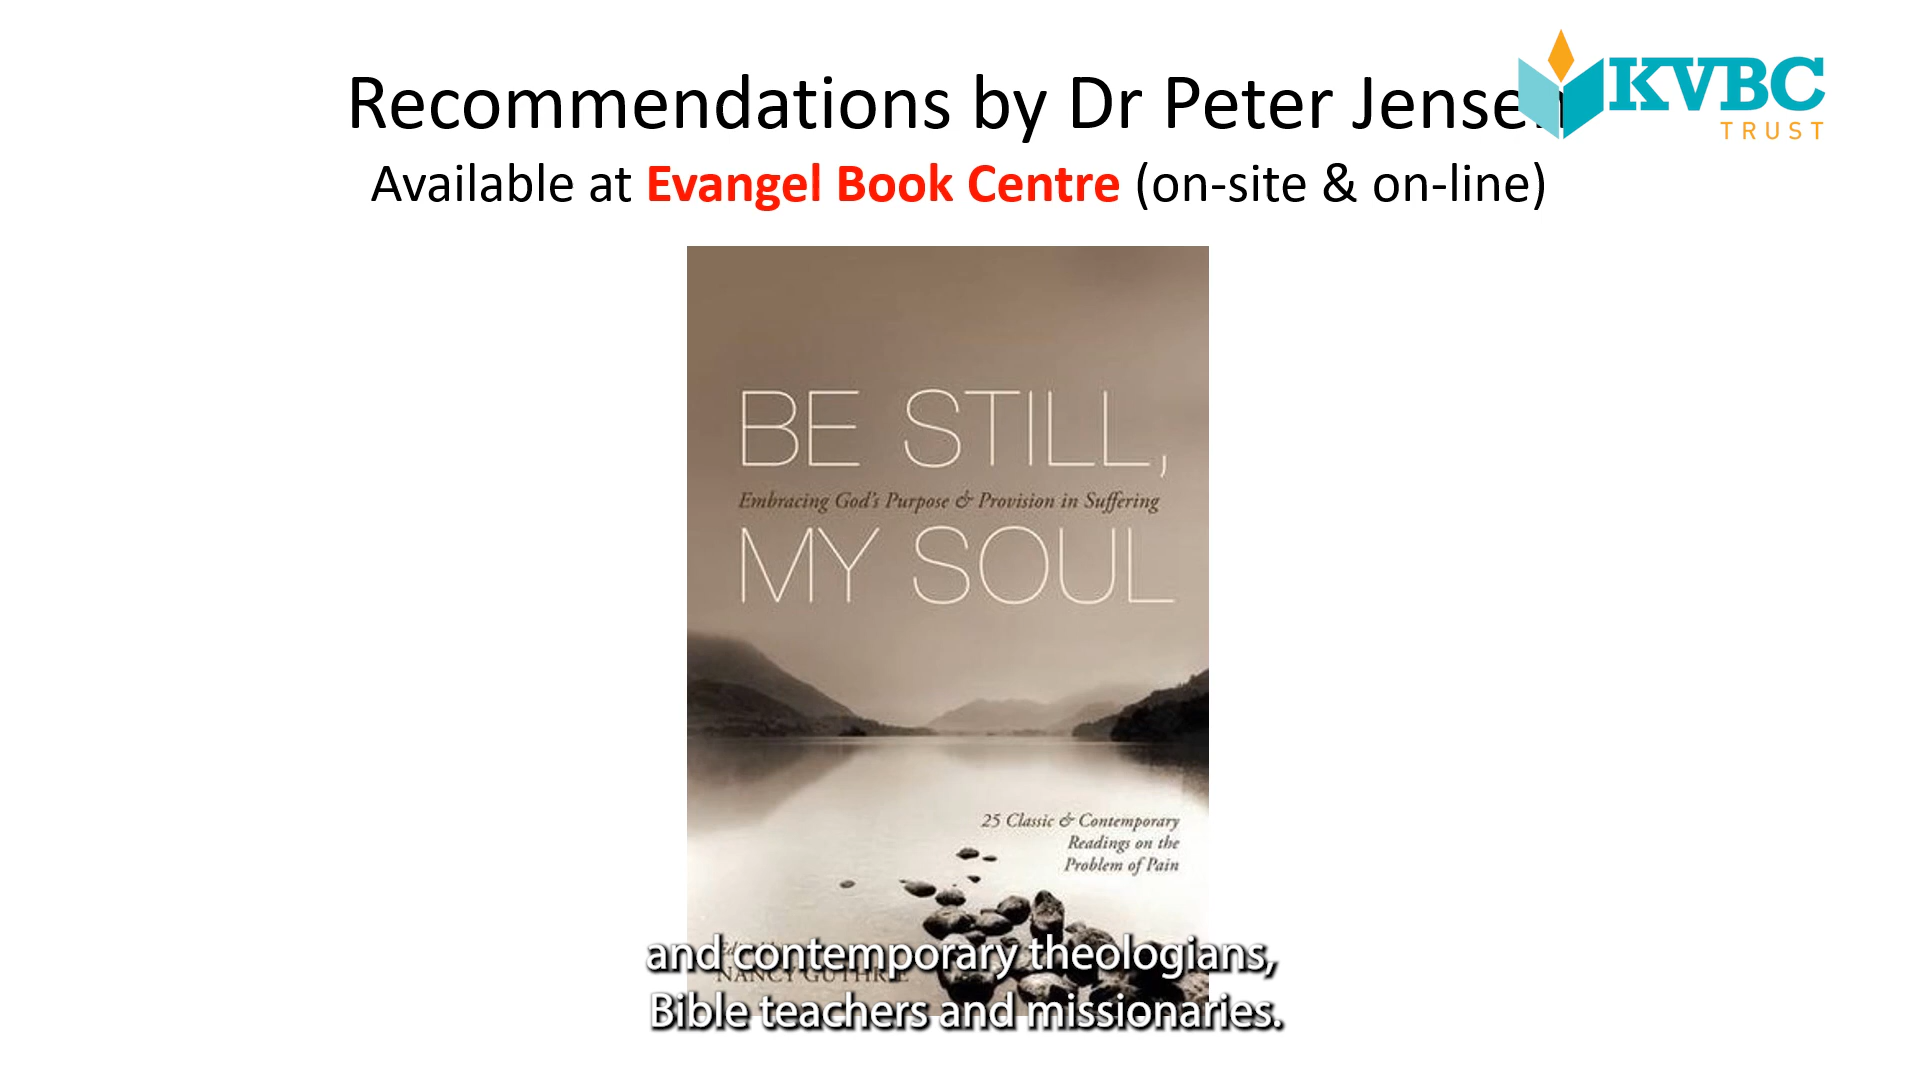 Recommendations by Dr Peter Jensen
KVBC
TRUST
Available at Evangel Book Centre (on-site & on-line)
BE STILL,
Embracing God's Purpose & Provision in Suffering
MY SOUL
25 Classic & Contemporary
Readings on the
Problem of Pain
NANCY GUTHRIE
and contemporary theologians,
Bible teachers and missionaries.